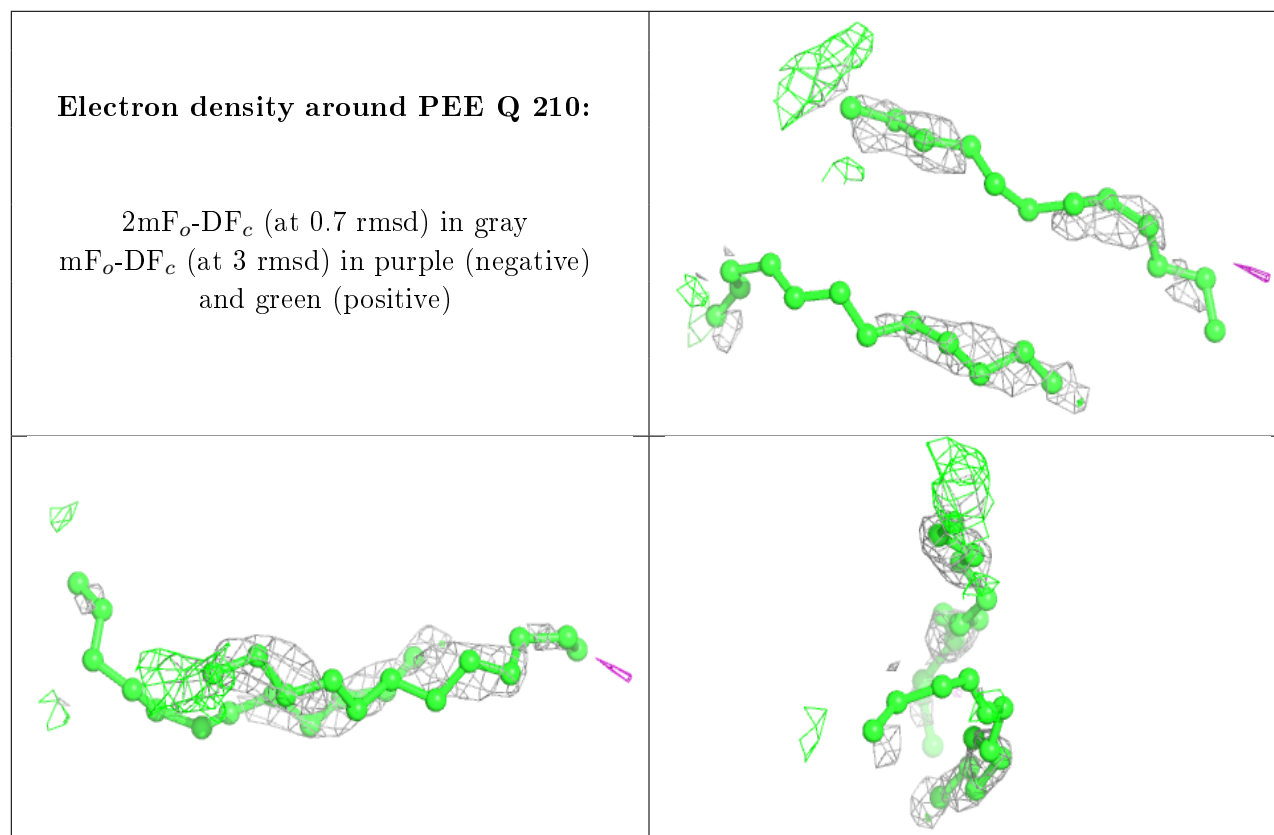 Electron density around PEE Q 210:
2mFₒ-DF𝑐 (at 0.7 rmsd) in gray
mFₒ-DF𝑐 (at 3 rmsd) in purple (negative)
and green (positive)